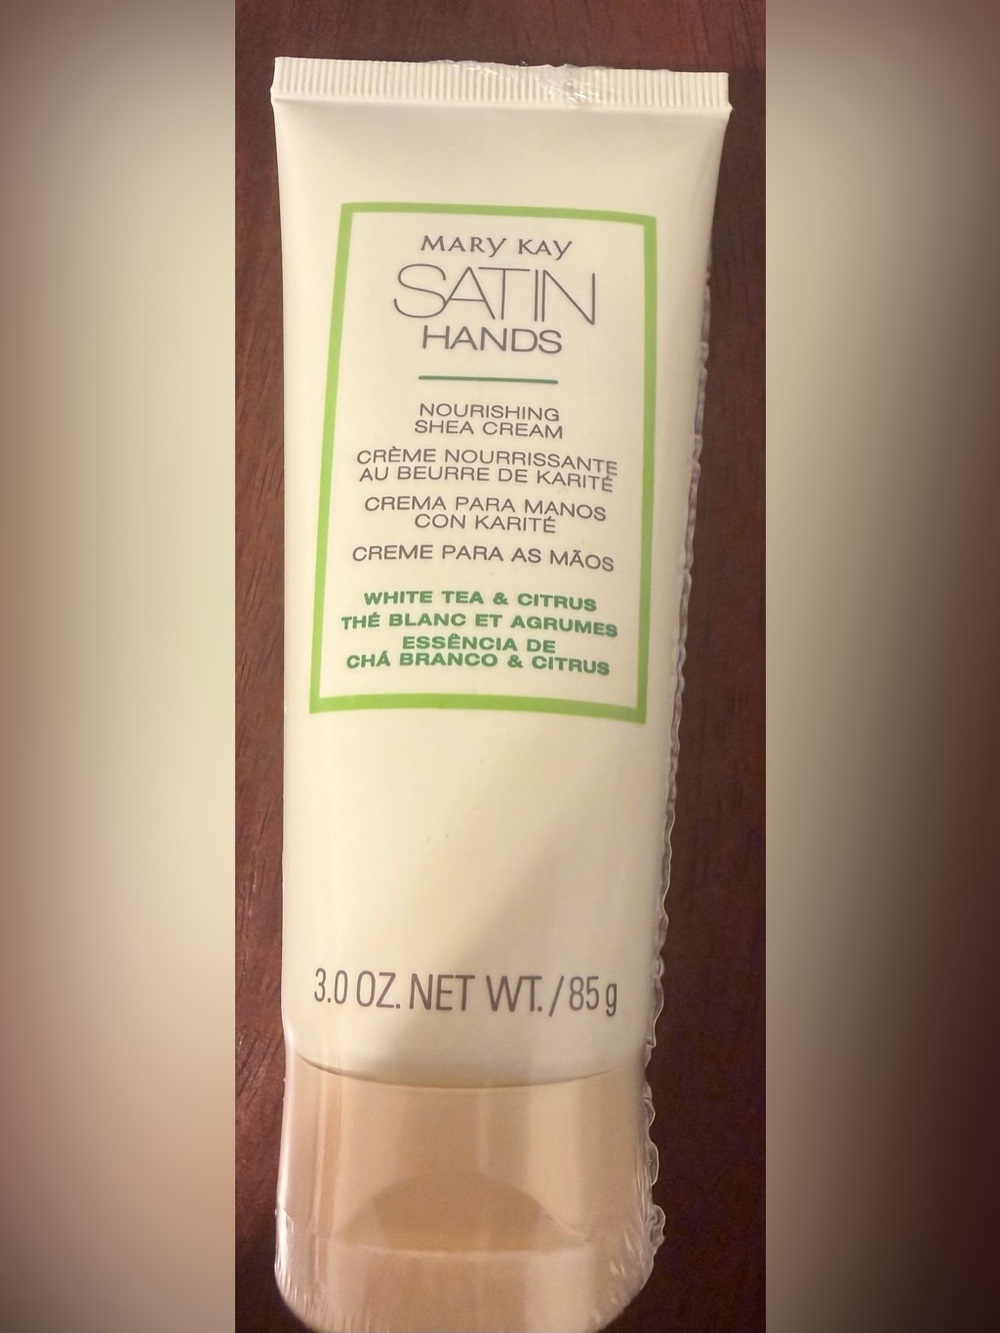 MARY KAY
SATIN
HANDS
NOURISHING
SHEA CREAM
CRÈME NOURRISSANTE
AU BEURRE DE KARITÉ
CREMA PARA MANOS
CON KARITÉ
CREME PARA AS MÃOS
WHITE TEA & CITRUS
THÉ BLANC ET AGRUMES
ESSÊNCIA DE
CHÁ BRANCO & CITRUS
3.0 OZ. NET WT./85 g